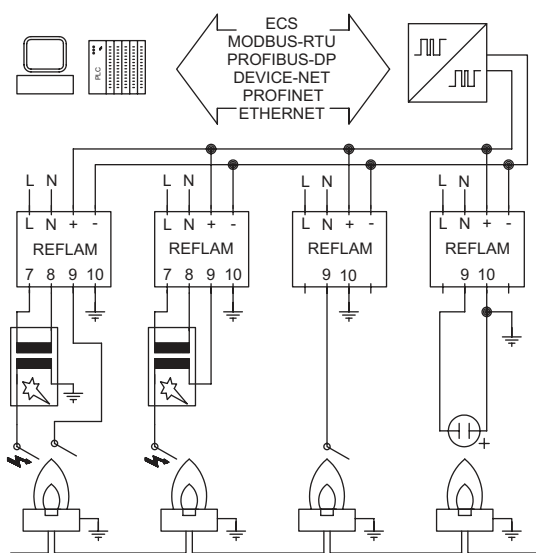 ECS
MODBUS-RTU
PROFIBUS-DP
DEVICE-NET
PROFINET
ETHERNET
PLC
L N L N L N L N
L N + - L N + - L N + - L N + -
REFLAM REFLAM REFLAM REFLAM
7 8 9 10 7 8 9 10 9 10 9 10
+